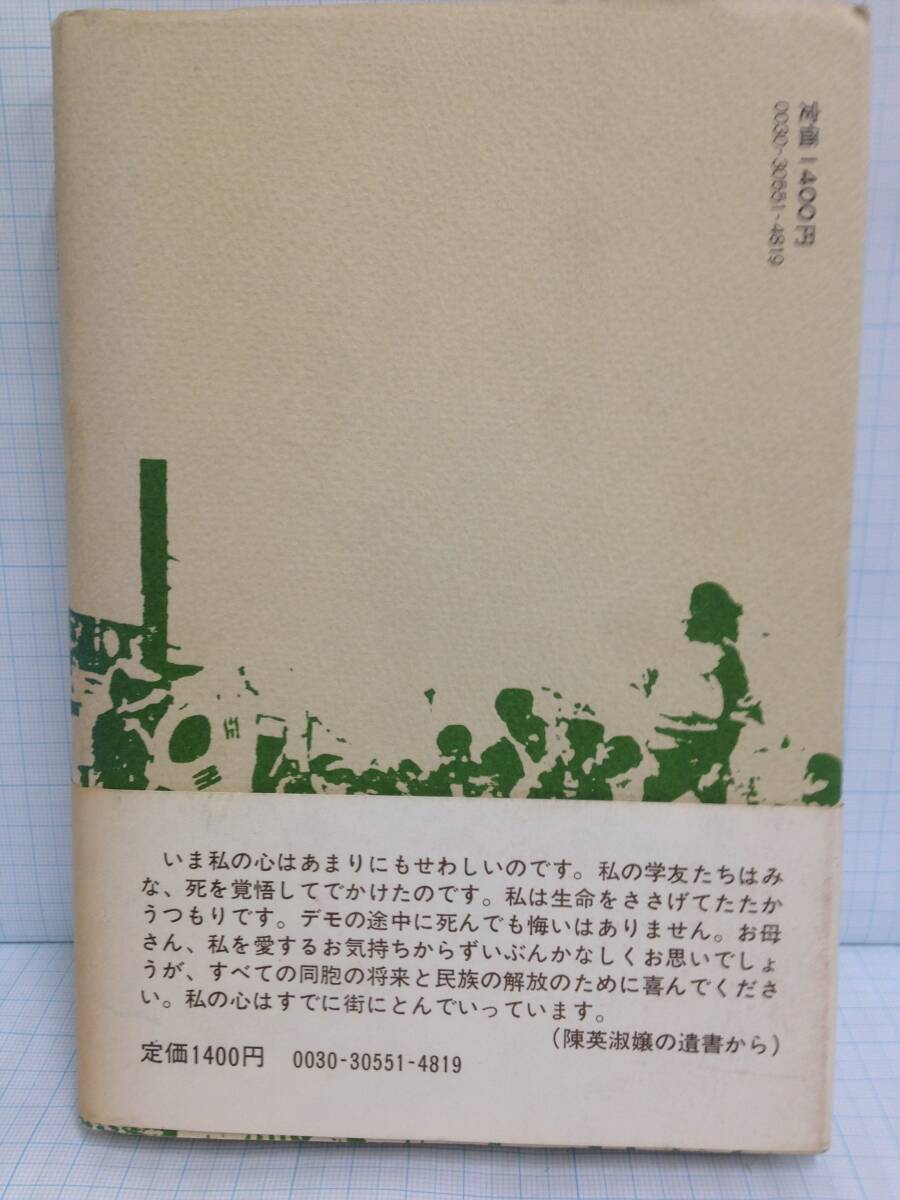 定価1400円
0030-30551-4819
いま私の心はあまりにもせわしいのです。私の学友たちはみ
な、死を覚悟してでかけたのです。私は生命をささげてたたか
うつもりです。デモの途中に死んでも悔いはありません。お母
さん、私を愛するお気持ちからずいぶんかなしくお思いでしょ
うが、すべての同胞の将来と民族の解放のために喜んでくださ
い。私の心はすでに街にとんでいっています。
(陳英淑嬢の遺書から)
定価1400円 0030-30551-4819